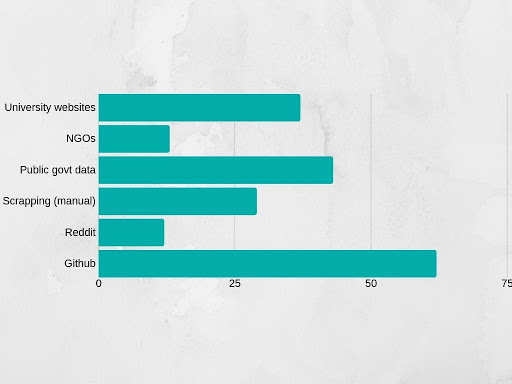 University websites
NGOs
Public govt data
Scrapping (manual)
Reddit
Github
0 25 50 75